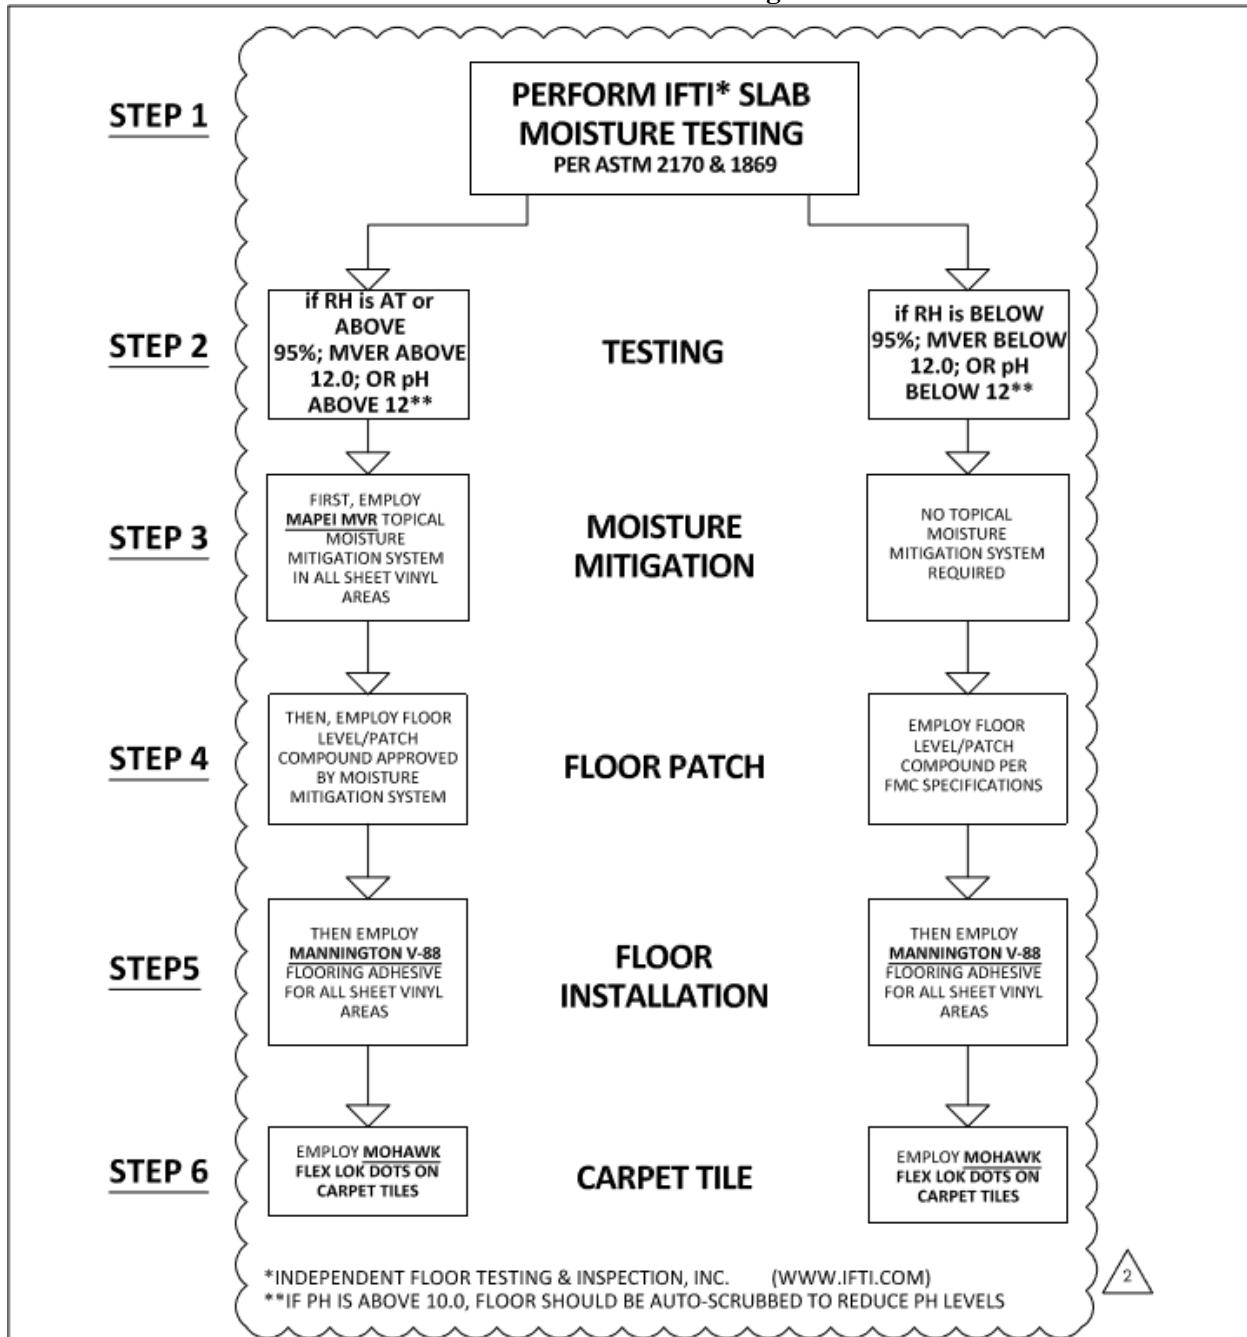 STEP 1
PERFORM IFTI* SLAB
MOISTURE TESTING
PER ASTM 2170 & 1869
STEP 2
if RH is AT or
ABOVE
95%; MVER ABOVE
12.0; OR pH
ABOVE 12**
TESTING
if RH is BELOW
95%; MVER BELOW
12.0; OR pH
BELOW 12**
STEP 3
FIRST, EMPLOY
MAPEI MVR TOPICAL
MOISTURE
MITIGATION SYSTEM
IN ALL SHEET VINYL
AREAS
MOISTURE
MITIGATION
NO TOPICAL
MOISTURE
MITIGATION SYSTEM
REQUIRED
STEP 4
THEN, EMPLOY FLOOR
LEVEL/PATCH
COMPOUND APPROVED
BY MOISTURE
MITIGATION SYSTEM
FLOOR PATCH
EMPLOY FLOOR
LEVEL/PATCH
COMPOUND PER
FMC SPECIFICATIONS
STEP5
THEN EMPLOY
MANNINGTON V-88
FLOORING ADHESIVE
FOR ALL SHEET VINYL
AREAS
FLOOR
INSTALLATION
THEN EMPLOY
MANNINGTON V-88
FLOORING ADHESIVE
FOR ALL SHEET VINYL
AREAS
STEP 6
EMPLOY MOHAWK
FLEX LOK DOTS ON
CARPET TILES
CARPET TILE
EMPLOY MOHAWK
FLEX LOK DOTS ON
CARPET TILES
*INDEPENDENT FLOOR TESTING & INSPECTION, INC. (WWW.IFTI.COM)
**IF PH IS ABOVE 10.0, FLOOR SHOULD BE AUTO-SCRUBBED TO REDUCE PH LEVELS
2